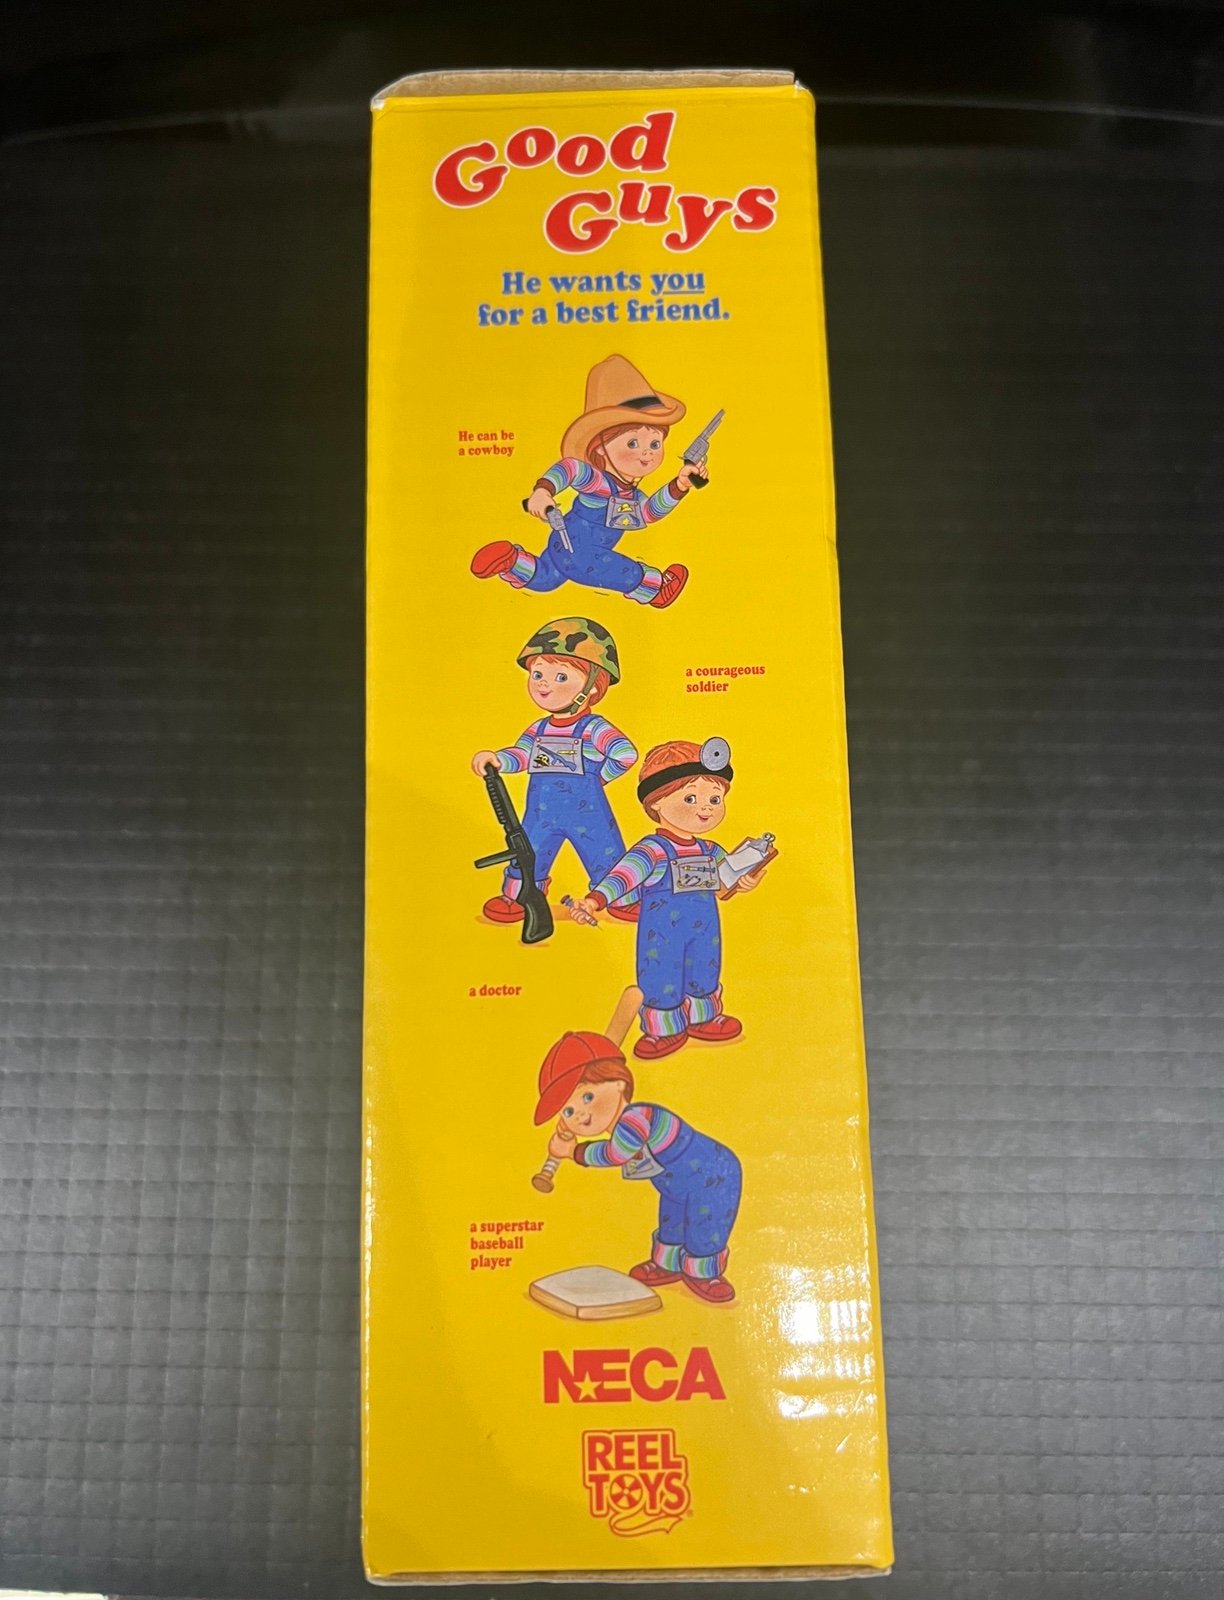 Good
Guys
He wants you
for a best friend.
He can be
a cowboy
a courageous
soldier
a doctor
a superstar
baseball
player
NECA
REEL
TOYS®